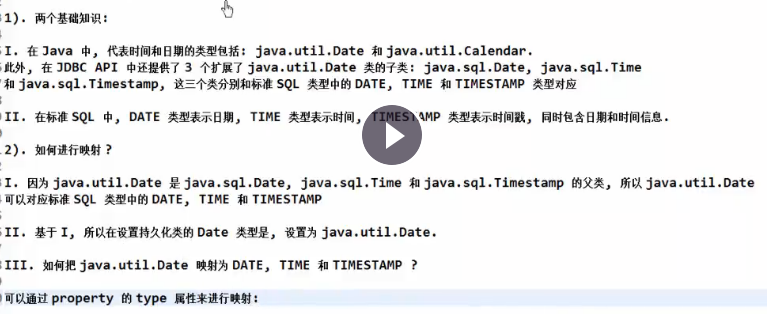 1). 两个基础知识:
I. 在 Java 中, 代表时间和日期的类型包括: java.util.Date 和 java.util.Calendar.
此外, 在 JDBC API 中还提供了 3 个扩展了 java.util.Date 类的子类: java.sql.Date, java.sql.Time
和 java.sql.Timestamp, 这三个类分别和标准 SQL 类型中的 DATE, TIME 和 TIMESTAMP 类型对应
II. 在标准 SQL 中, DATE 类型表示日期, TIME 类型表示时间, TIMESTAMP 类型表示时间戳, 同时包含日期和时间信息.
2). 如何进行映射 ?
I. 因为 java.util.Date 是 java.sql.Date, java.sql.Time 和 java.sql.Timestamp 的父类, 所以 java.util.Date
可以对应标准 SQL 类型中的 DATE, TIME 和 TIMESTAMP
II. 基于 I, 所以在设置持久化类的 Date 类型是, 设置为 java.util.Date.
III. 如何把 java.util.Date 映射为 DATE, TIME 和 TIMESTAMP ?
可以通过 property 的 type 属性来进行映射: